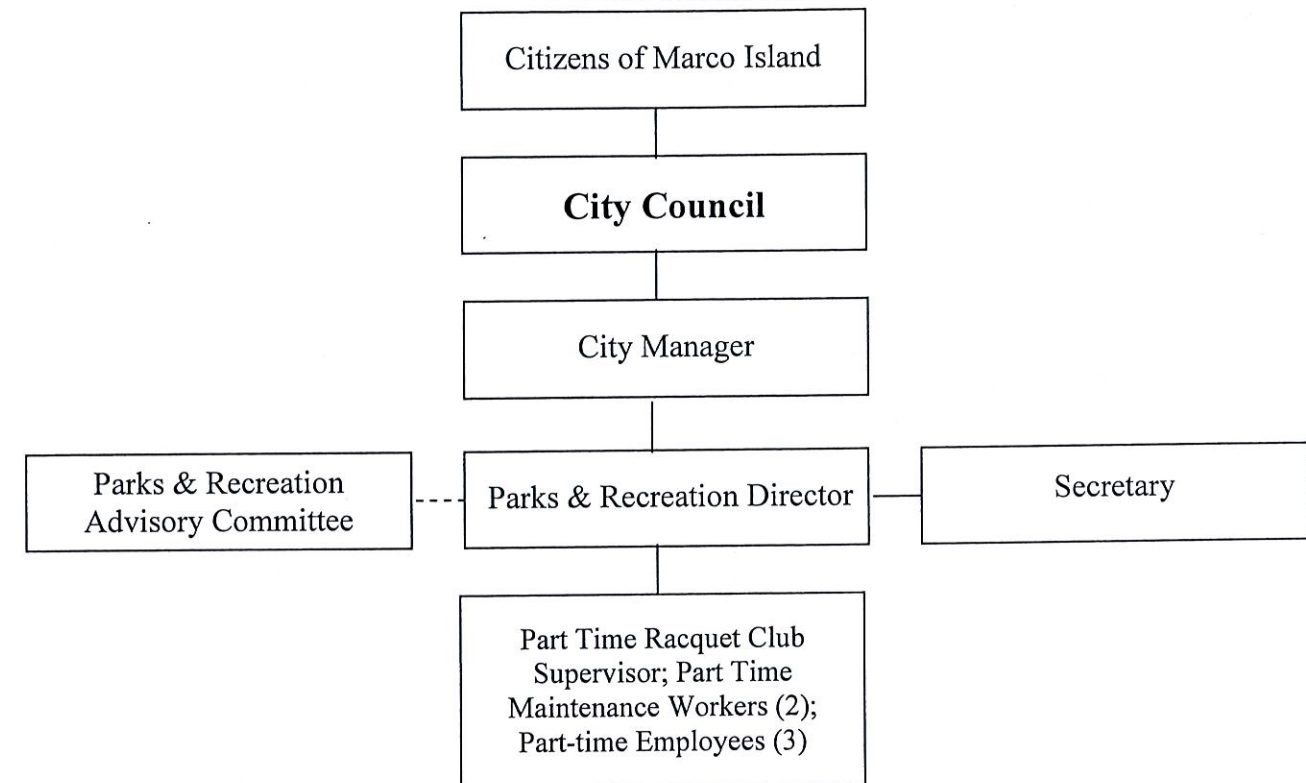 Citizens of Marco Island
City Council
City Manager
Parks & Recreation
Advisory Committee
Parks & Recreation Director
Secretary
Part Time Racquet Club
Supervisor; Part Time
Maintenance Workers (2);
Part-time Employees (3)